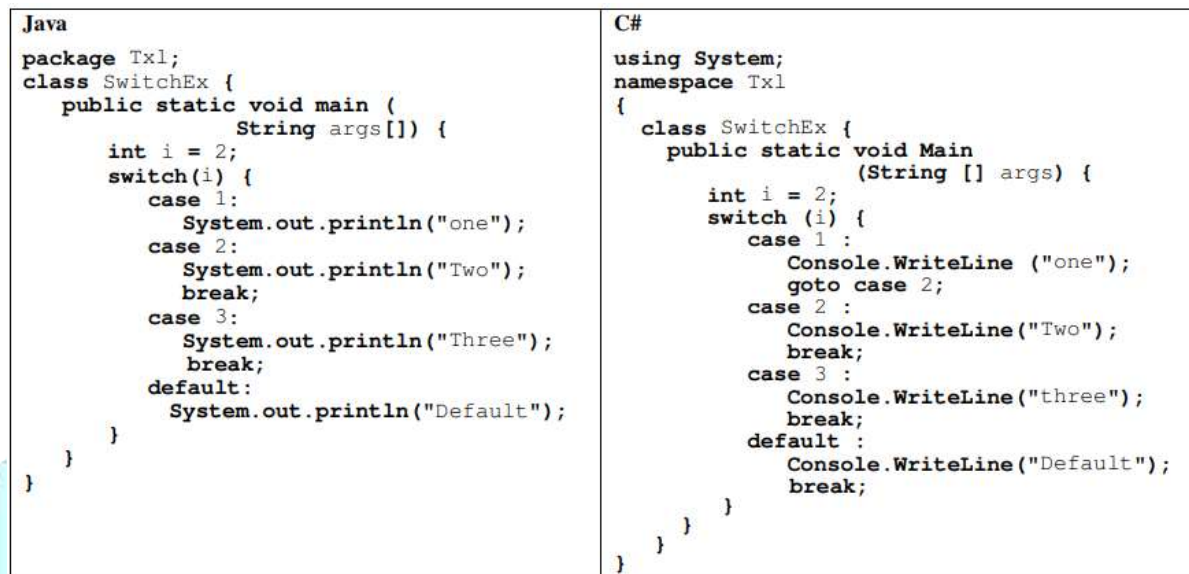 Java
package Txl;
class SwitchEx {
public static void main (
String args[]) {
int i = 2;
switch(i) {
case 1:
System.out.println("one");
case 2:
System.out.println("Two");
break;
case 3:
System.out.println("Three");
break;
default:
System.out.println("Default");
}
}
}
C#
using System;
namespace Txl
{
class SwitchEx {
public static void Main
(String [] args) {
int i = 2;
switch (i) {
case 1 :
Console.WriteLine ("one");
goto case 2;
case 2 :
Console.WriteLine("Two");
break;
case 3 :
Console.WriteLine("three");
break;
default :
Console.WriteLine("Default");
break;
}
}
}
}